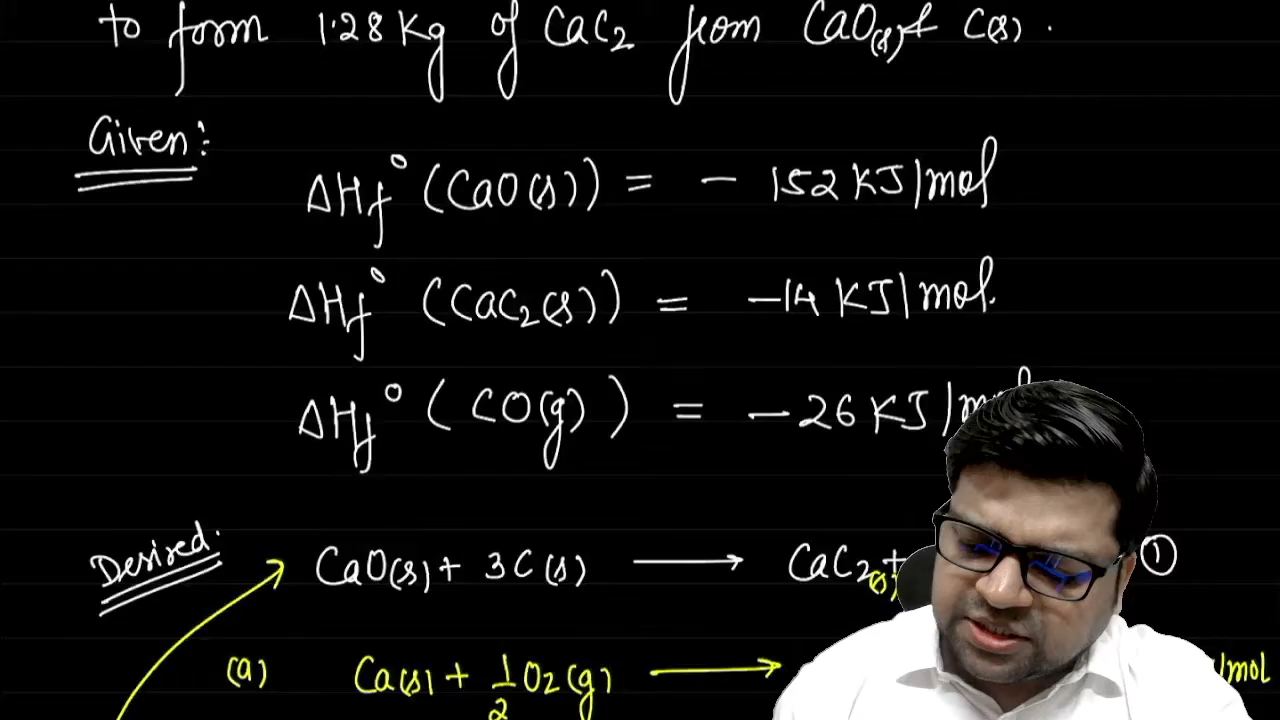 to form 1.28 Kg of CaC₂ from CaO(s) + C(s).
Given:
ΔHf° (CaO(s)) = - 152 KJ/mol
ΔHf° (CaC₂(s)) = -14 KJ/mol.
ΔHf° (CO(g)) = -26 KJ/
Desired. CaO(s) + 3C(s) ⟶ CaC₂(s) + ①
(a) Ca(s) + 1/2 O₂(g) ⟶ /mol